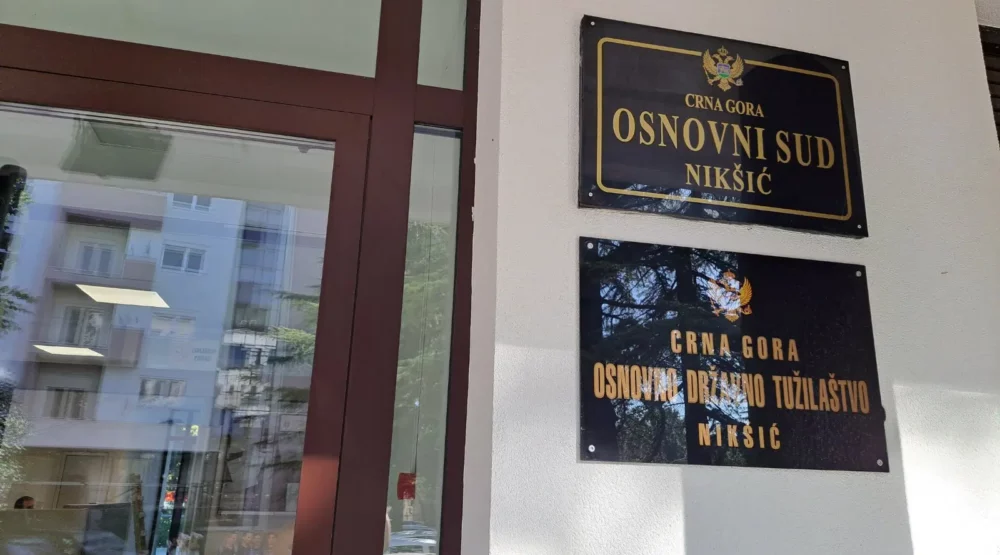 CRNA GORA
OSNOVNI SUD
NIKŠIĆ
CRNA GORA
OSNOVNO DRŽAVNO TUŽILAŠTVO
NIKŠIĆ